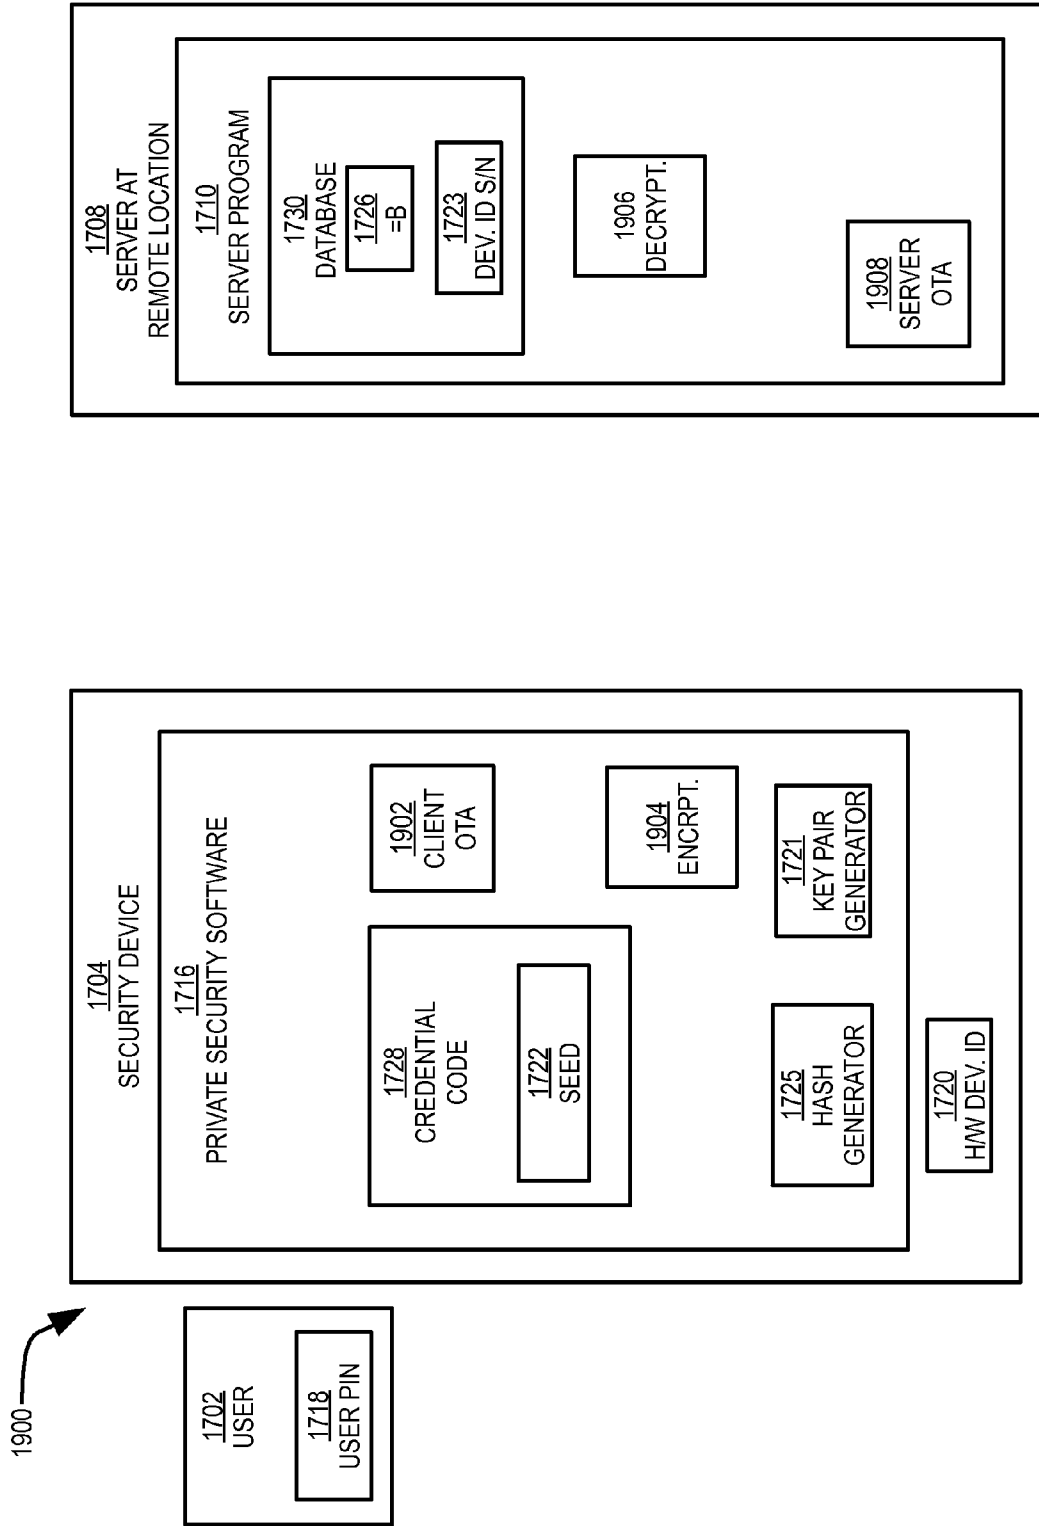 1900
1702
USER
1718
USER PIN
1704
SECURITY DEVICE
1716
PRIVATE SECURITY SOFTWARE
1728
CREDENTIAL
CODE
1722
SEED
1902
CLIENT
OTA
1904
ENCRPT.
1725
HASH
GENERATOR
1721
KEY PAIR
GENERATOR
1720
H/W DEV. ID
1708
SERVER AT
REMOTE LOCATION
1710
SERVER PROGRAM
1730
DATABASE
1726
=B
1723
DEV. ID S/N
1906
DECRYPT.
1908
SERVER
OTA